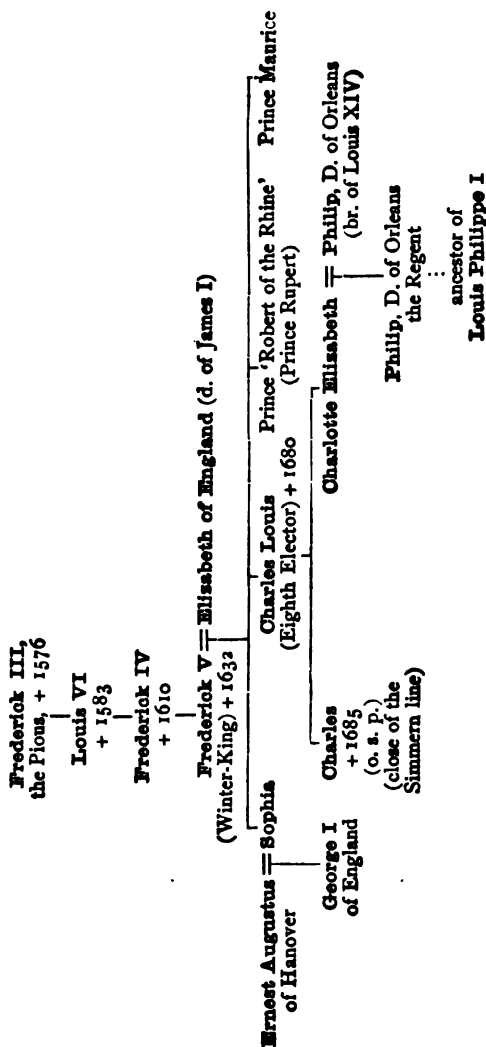 Frederick III,
the Pious, + 1576
Louis VI
+ 1583
Frederick IV
+ 1610
Frederick V = Elizabeth of England (d. of James I)
(Winter-King) + 1632
Ernest Augustus = Sophia
of Hanover
Charles Louis
(Eighth Elector) + 1680
Prince 'Robert of the Rhine'
(Prince Rupert)
Prince Maurice
George I
of England
Charles
+ 1685
(o. s. p.)
(close of the
Simmern line)
Charlotte Elizabeth = Philip, D. of Orleans
(br. of Louis XIV)
Philip, D. of Orleans
the Regent
ancestor of
Louis Philippe I